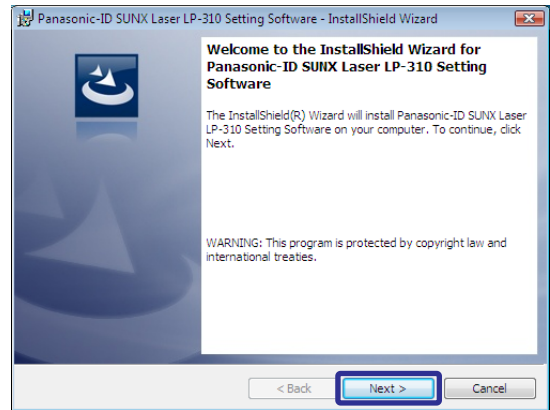 Panasonic-ID SUNX Laser LP-310 Setting Software - InstallShield Wizard
Welcome to the InstallShield Wizard for
Panasonic-ID SUNX Laser LP-310 Setting
Software
The InstallShield(R) Wizard will install Panasonic-ID SUNX Laser
LP-310 Setting Software on your computer. To continue, click
Next.
WARNING: This program is protected by copyright law and
international treaties.
< Back
Next >
Cancel